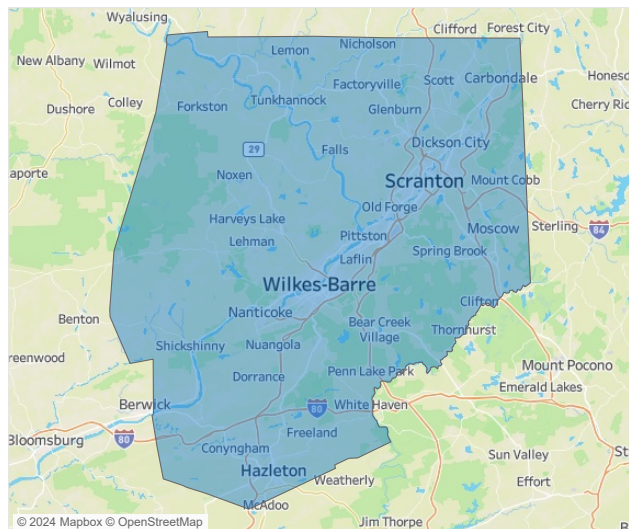 Wyalusing
Clifford
Forest City
Nicholson
Lemon
New Albany
Wilmot
Scott
Carbondale
Honesd
Factoryville
Colley
Tunkhannock
Dushore
Forkston
Glenburn
Cherry Ri
Dickson City
29
Falls
aporte
Noxen
Scranton
Mount Cobb
Old Forge
Harveys Lake
Moscow
Sterling
84
Lehman
Pittston
Spring Brook
Laflin
Wilkes-Barre
Clifton
Nanticoke
Benton
Bear Creek
Village
Thornhurst
Shickshinny
Nuangola
reenwood
Mount Pocono
Penn Lake Park
Dorrance
Emerald Lakes
Berwick
80
White Haven
Bloomsburg
80
Freeland
Conyngham
St
Sun Valley
Hazleton
Weatherly
Effort
McAdoo
Jim Thorpe
© 2024 Mapbox © OpenStreetMap